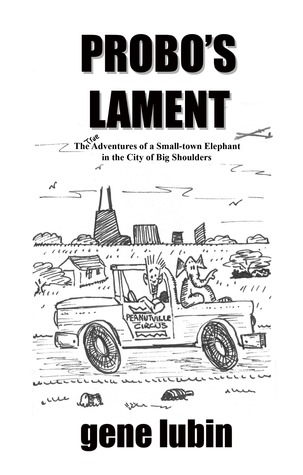 PROBO'S
LAMENT
The True Adventures of a Small-town Elephant
in the City of Big Shoulders
PEANUTVILLE
CIRCUS
gene lubin